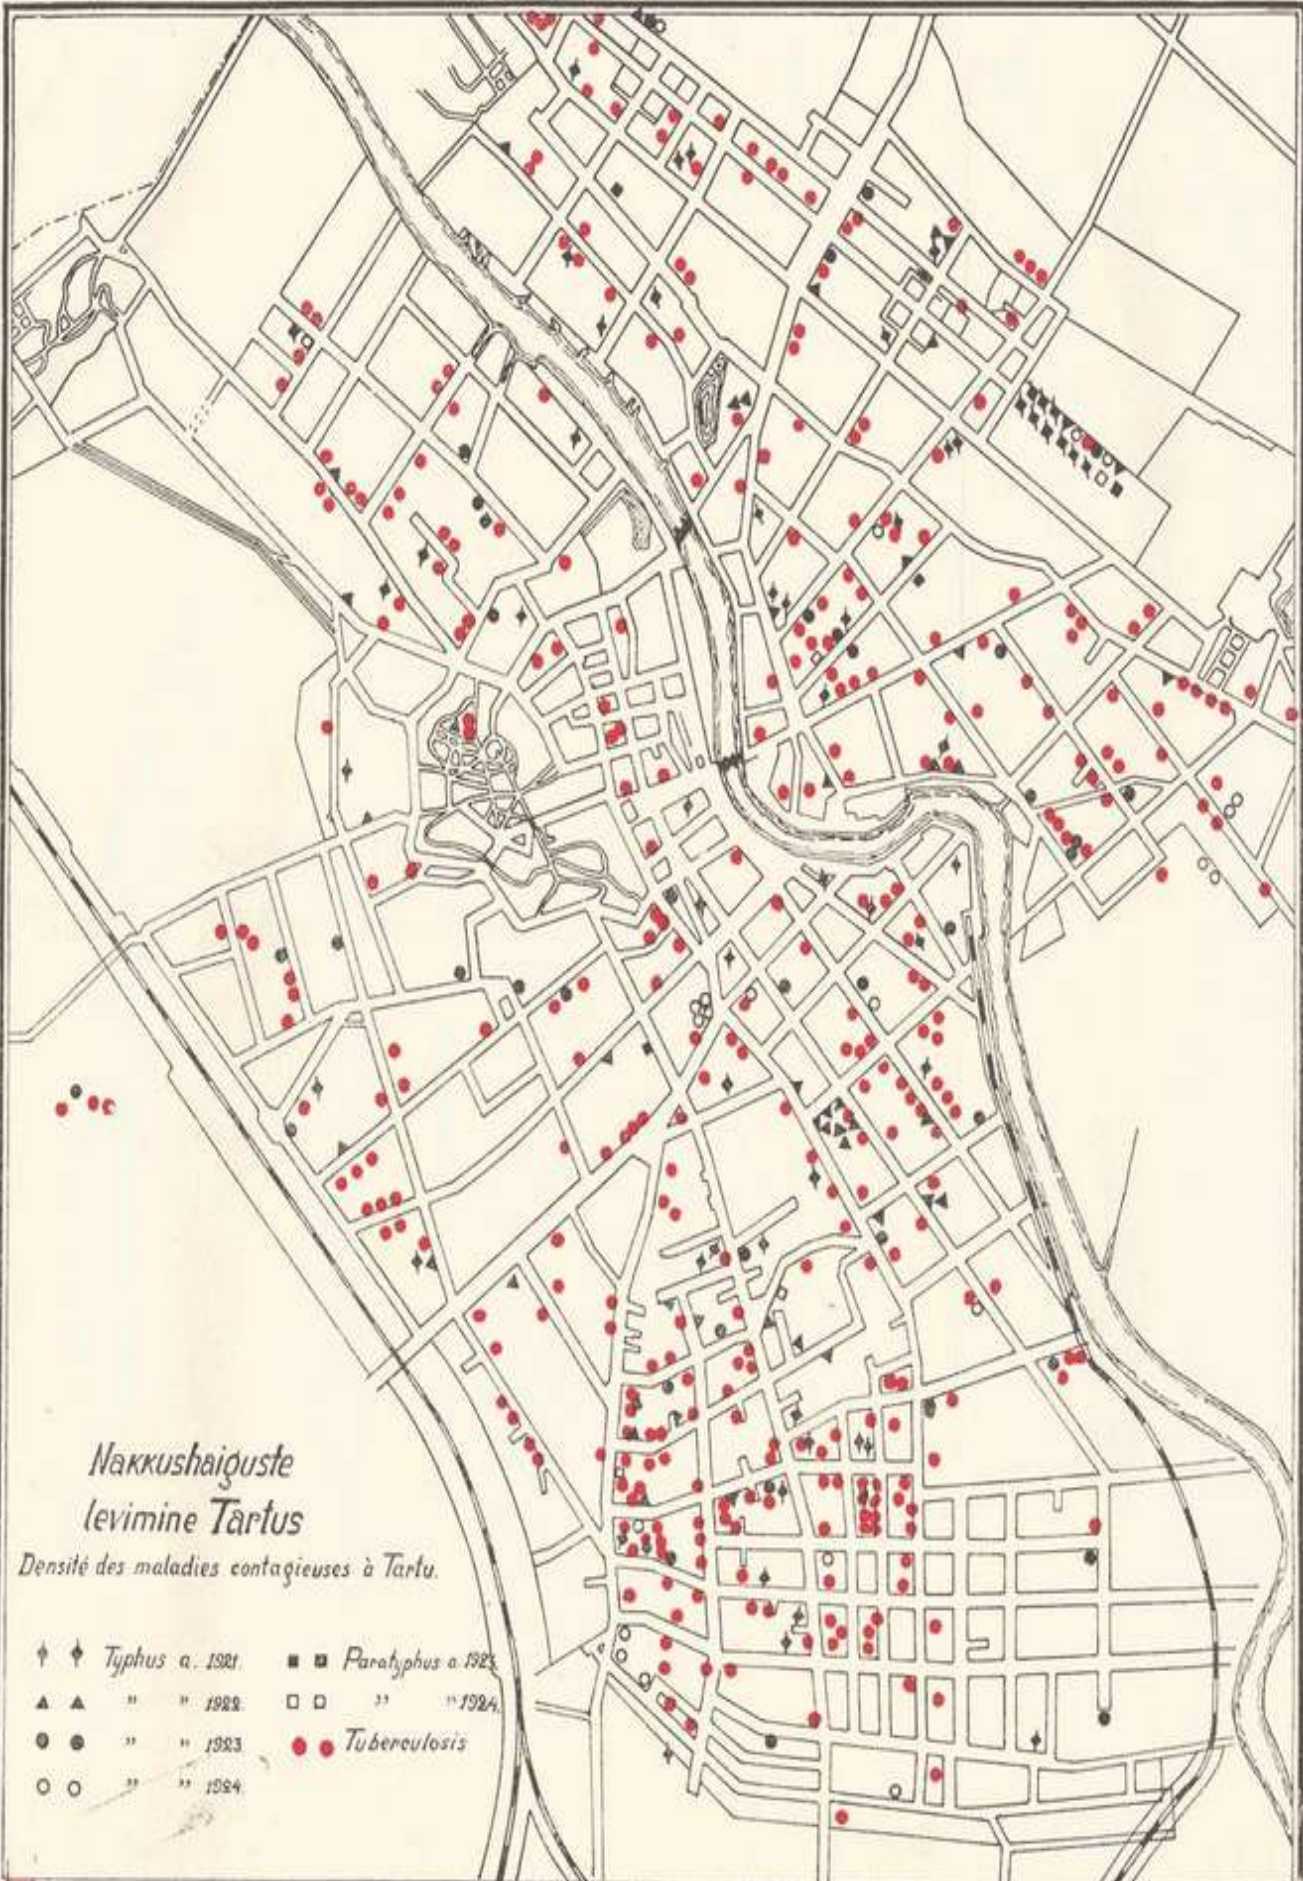 Nakkushaiguste
levimine Tartus
Densité des maladies contagieuses à Tartu.
Typhus a. 1921.
" " 1922.
" " 1923
" " 1924.
Paratyphus a. 1923.
" " 1924.
Tuberculosis